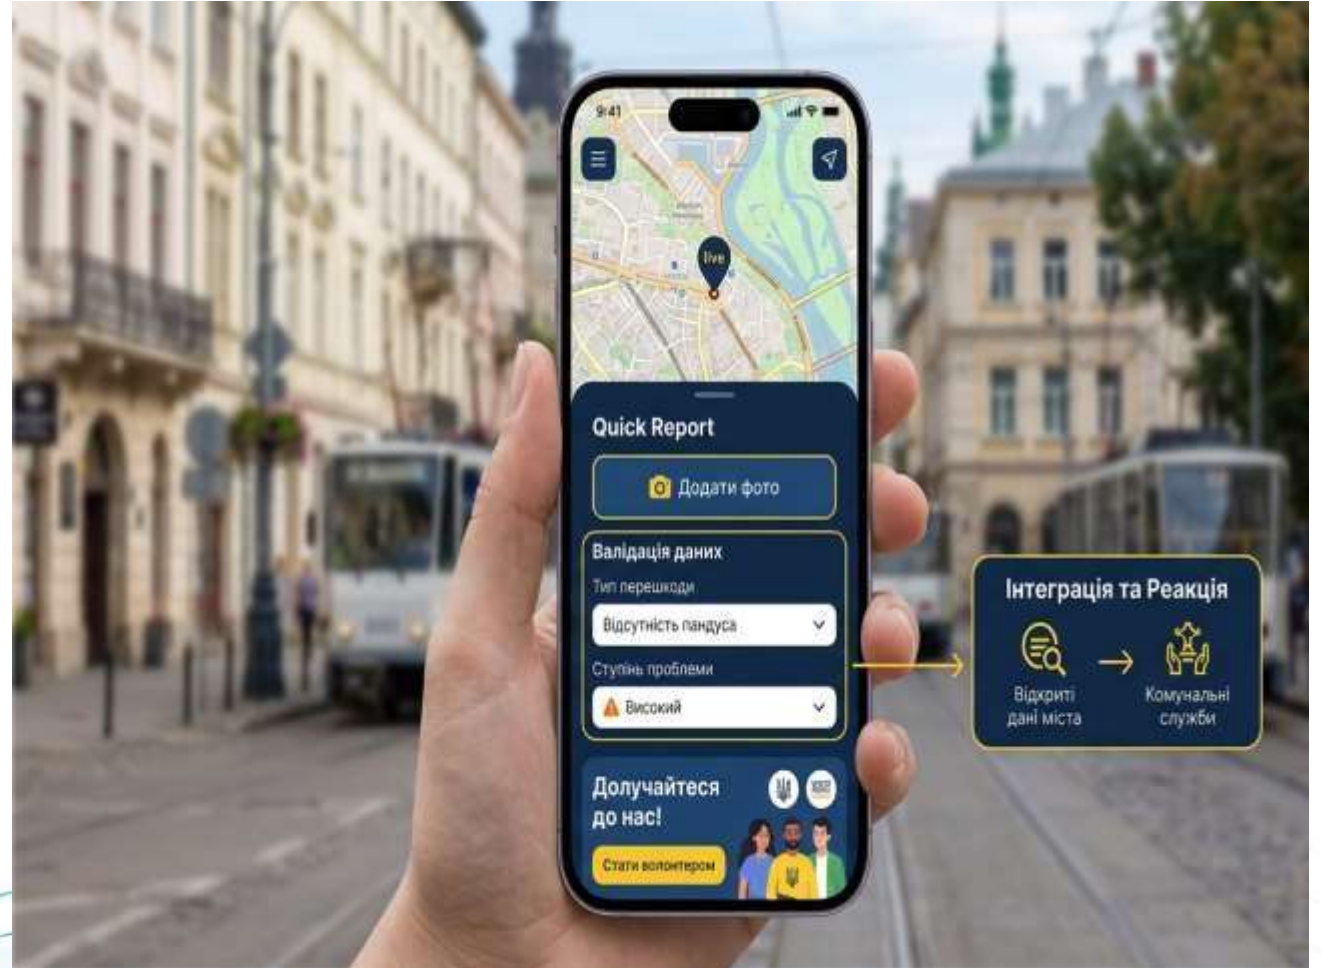 9:41
live
Quick Report
Додати фото
Валідація даних
Тип перешкоди
Відсутність пандуса
Ступінь проблеми
Високий
Долучайтеся
до нас!
Стати волонтером
Інтеграція та Реакція
Відкриті
дані міста
Комунальні
служби